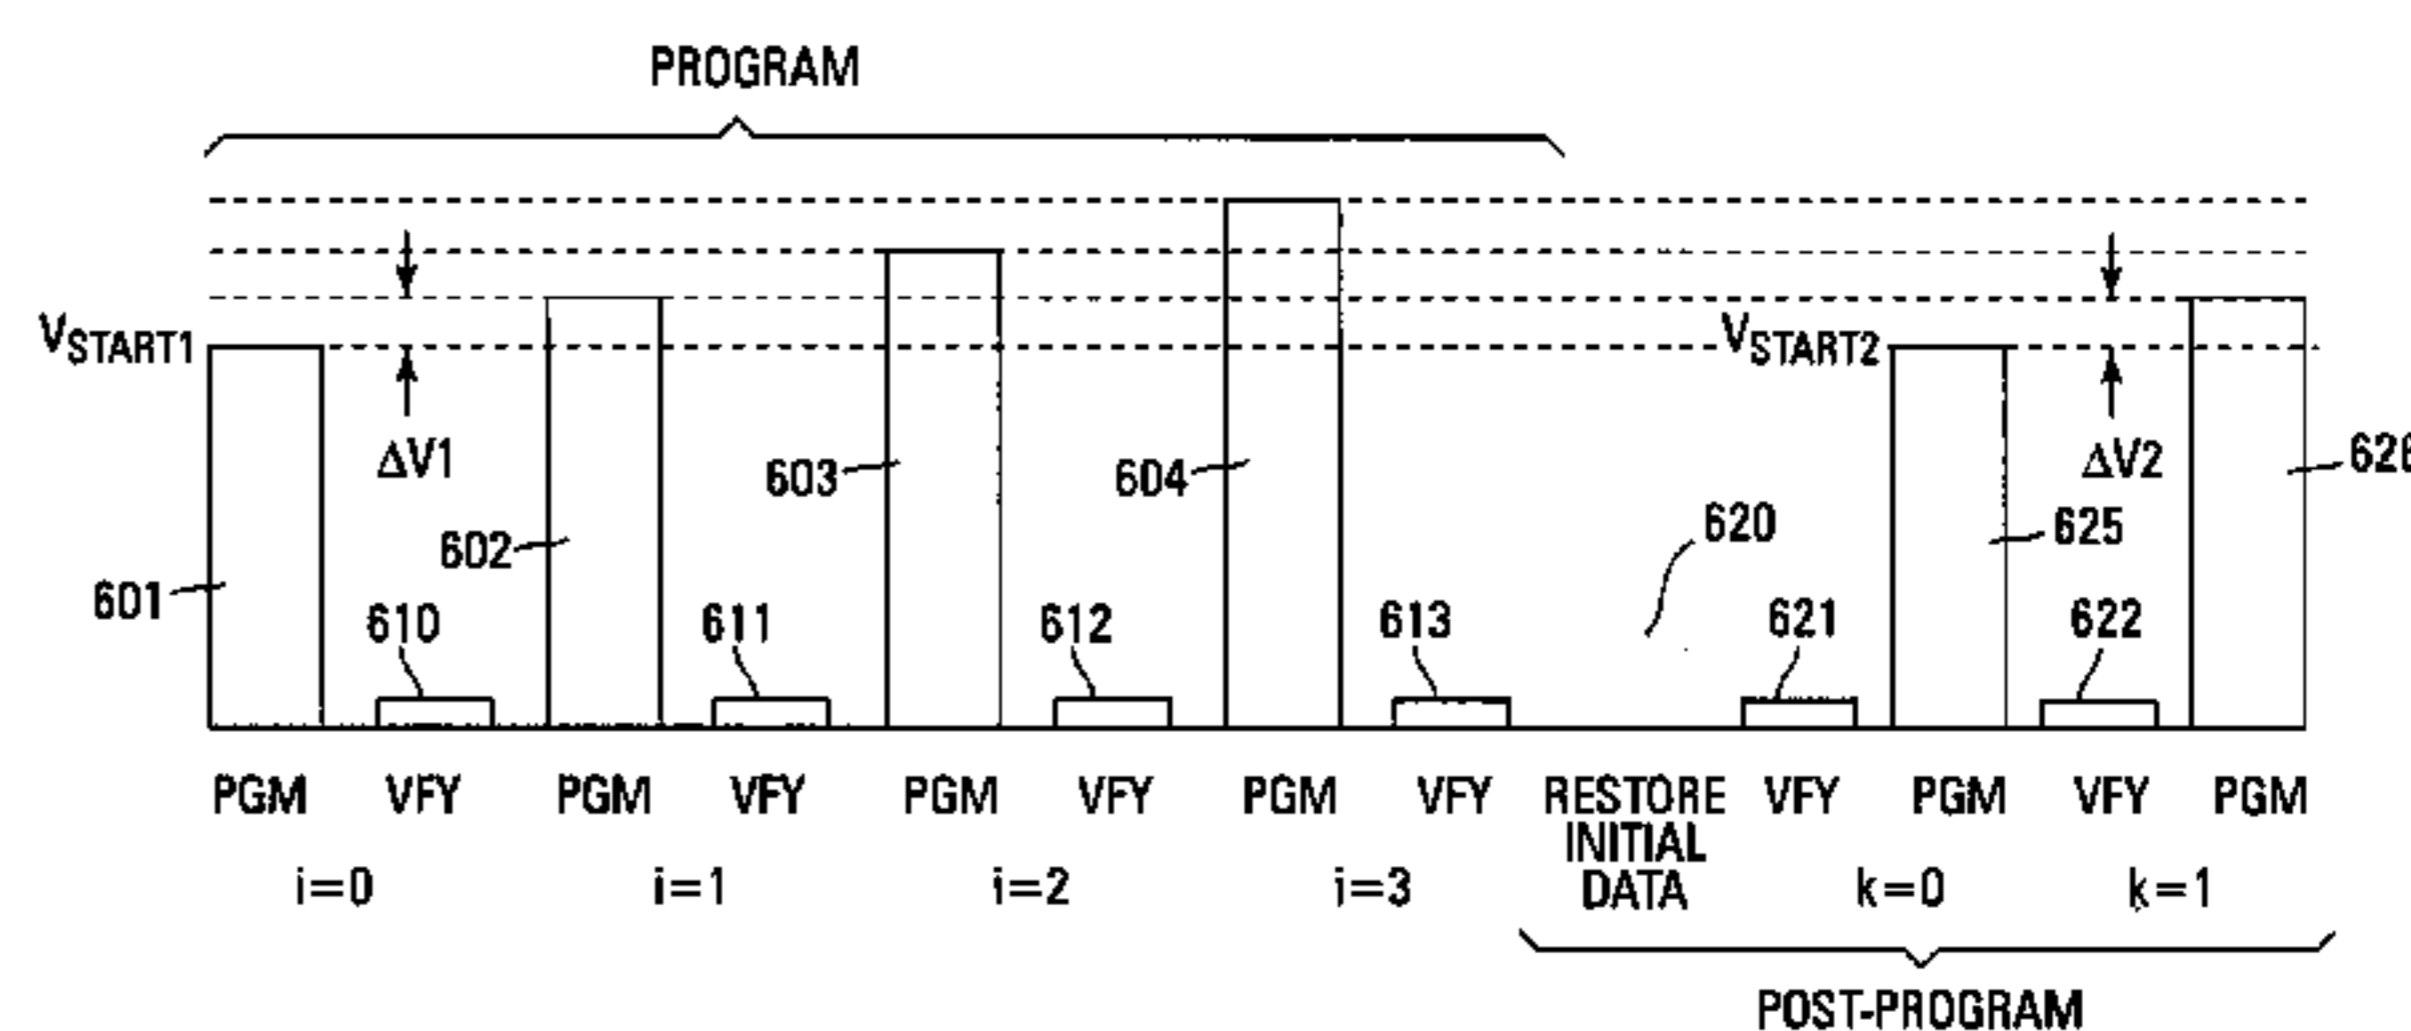 PROGRAM
VSTART1
ΔV1
VSTART2
ΔV2
601
610
602
611
603
612
604
613
620
621
625
622
626
PGM VFY PGM VFY PGM VFY PGM VFY RESTORE INITIAL DATA VFY PGM VFY PGM
i=0 i=1 i=2 i=3 k=0 k=1
POST-PROGRAM